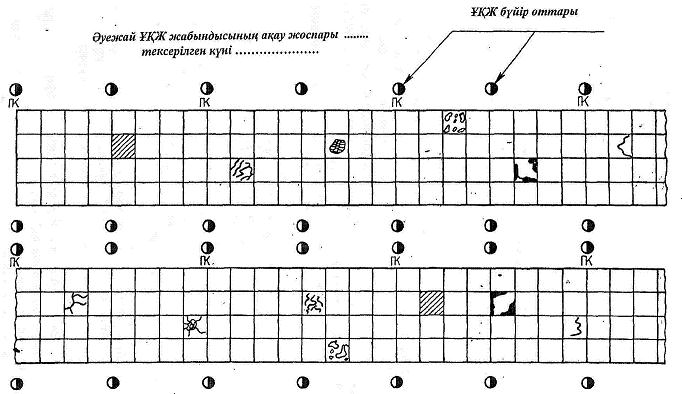 ҰҚЖ бүйір оттары
Әуежай ҰҚЖ жабындысының ақау жоспары ........
тексерілген күні .....................
ПК ПК ПК ПК
ПК ПК ПК ПК